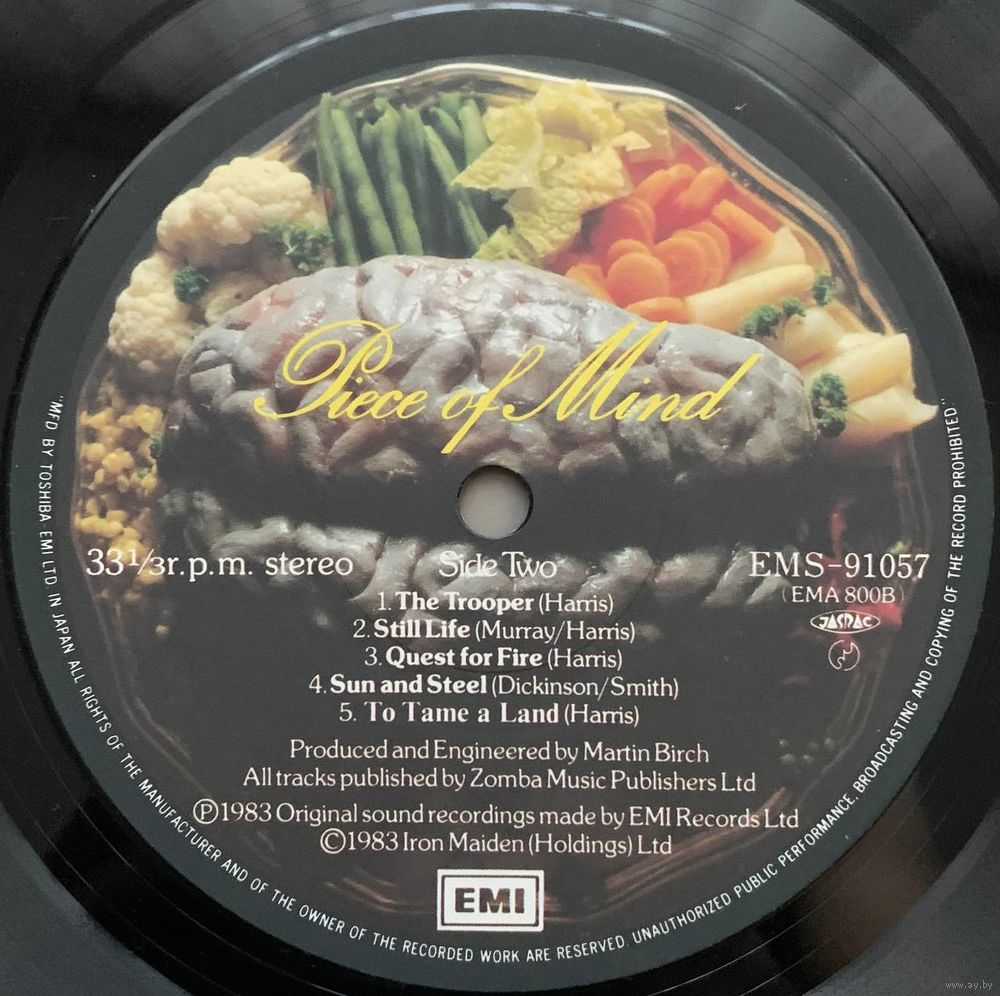 Piece of Mind
33⅓r.p.m. stereo
Side Two
EMS-91057
(EMA 800B)
JASRAC
1. The Trooper (Harris)
2. Still Life (Murray/Harris)
3. Quest for Fire (Harris)
4. Sun and Steel (Dickinson/Smith)
5. To Tame a Land (Harris)
Produced and Engineered by Martin Birch
All tracks published by Zomba Music Publishers Ltd
Ⓟ1983 Original sound recordings made by EMI Records Ltd
©1983 Iron Maiden (Holdings) Ltd
EMI
"MFD BY TOSHIBA EMI LTD IN JAPAN ALL RIGHTS OF THE MANUFACTURER AND OF THE OWNER OF THE RECORDED WORK ARE RESERVED. UNAUTHORIZED PUBLIC PERFORMANCE, BROADCASTING AND COPYING OF THE RECORD PROHIBITED."
www.ay.by